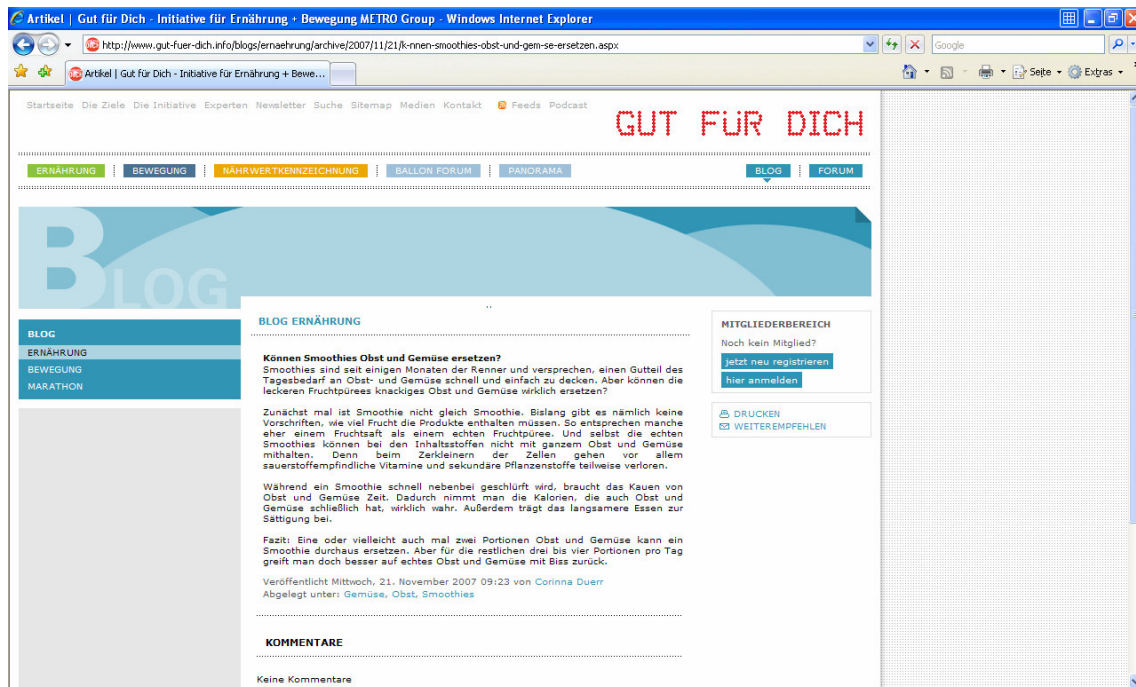 Artikel | Gut für Dich - Initiative für Ernährung + Bewegung METRO Group - Windows Internet Explorer
http://www.gut-fuer-dich.info/blogs/ernaehrung/archive/2007/11/21/k-nnen-smoothies-obst-und-gem-se-ersetzen.aspx
Google
Artikel | Gut für Dich - Initiative für Ernährung + Bewe...
Seite
Extras
Startseite Die Ziele Die Initiative Experten Newsletter Suche Sitemap Medien Kontakt Feeds Podcast
GUT FÜR DICH
ERNÄHRUNG BEWEGUNG NÄHRWERTKENNZEICHNUNG BALLON FORUM PANORAMA BLOG FORUM
BLOG
BLOG
ERNÄHRUNG
BEWEGUNG
MARATHON
BLOG ERNÄHRUNG
Können Smoothies Obst und Gemüse ersetzen?
Smoothies sind seit einigen Monaten der Renner und versprechen, einen Gutteil des
Tagesbedarf an Obst- und Gemüse schnell und einfach zu decken. Aber können die
leckeren Fruchtpürees knackiges Obst und Gemüse wirklich ersetzen?
Zunächst mal ist Smoothie nicht gleich Smoothie. Bislang gibt es nämlich keine
Vorschriften, wie viel Frucht die Produkte enthalten müssen. So entsprechen manche
eher einem Fruchtsaft als einem echten Fruchtpüree. Und selbst die echten
Smoothies können bei den Inhaltsstoffen nicht mit ganzem Obst und Gemüse
mithalten. Denn beim Zerkleinern der Zellen gehen vor allem
sauerstoffempfindliche Vitamine und sekundäre Pflanzenstoffe teilweise verloren.
Während ein Smoothie schnell nebenbei geschlürft wird, braucht das Kauen von
Obst und Gemüse Zeit. Dadurch nimmt man die Kalorien, die auch Obst und
Gemüse schließlich hat, wirklich wahr. Außerdem trägt das langsamere Essen zur
Sättigung bei.
Fazit: Eine oder vielleicht auch mal zwei Portionen Obst und Gemüse kann ein
Smoothie durchaus ersetzen. Aber für die restlichen drei bis vier Portionen pro Tag
greift man doch besser auf echtes Obst und Gemüse mit Biss zurück.
Veröffentlicht Mittwoch, 21. November 2007 09:23 von Corinna Duerr
Abgelegt unter: Gemüse, Obst, Smoothies
KOMMENTARE
Keine Kommentare
MITGLIEDERBEREICH
Noch kein Mitglied?
jetzt neu registrieren
hier anmelden
DRUCKEN
WEITEREMPFEHLEN